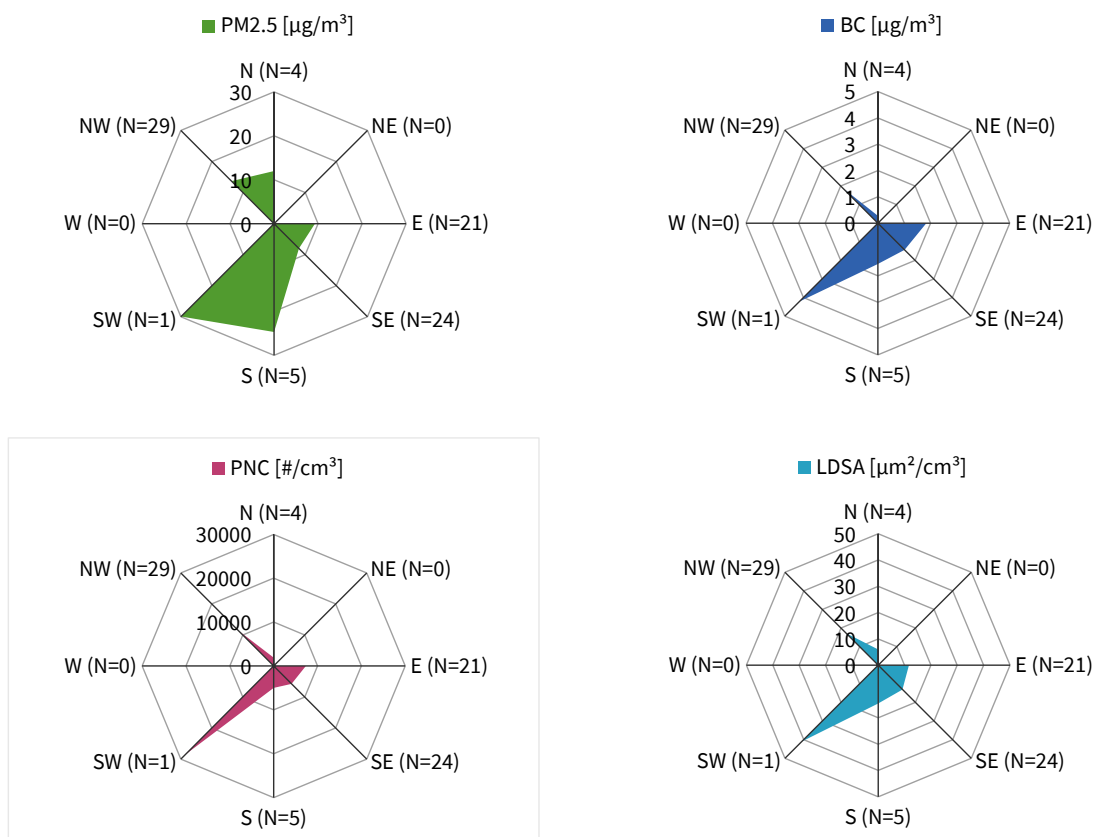 PM2.5 [µg/m³]
N (N=4)
30
NW (N=29)
NE (N=0)
20
10
W (N=0)
0
E (N=21)
SW (N=1)
SE (N=24)
S (N=5)
BC [µg/m³]
N (N=4)
5
4
NW (N=29)
NE (N=0)
3
2
1
W (N=0)
0
E (N=21)
SW (N=1)
SE (N=24)
S (N=5)
PNC [#/cm³]
N (N=4)
30000
NW (N=29)
NE (N=0)
20000
10000
W (N=0)
0
E (N=21)
SW (N=1)
SE (N=24)
S (N=5)
LDSA [µm²/cm³]
N (N=4)
50
40
NW (N=29)
NE (N=0)
30
20
10
W (N=0)
0
E (N=21)
SW (N=1)
SE (N=24)
S (N=5)